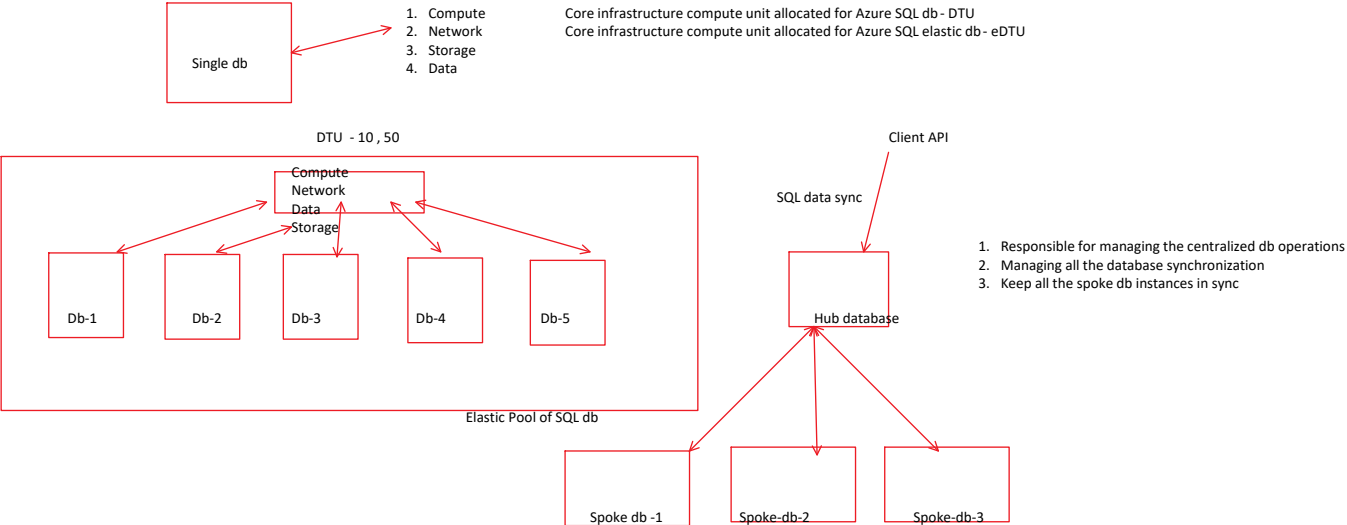 1. Compute
2. Network
3. Storage
4. Data
Core infrastructure compute unit allocated for Azure SQL db - DTU
Core infrastructure compute unit allocated for Azure SQL elastic db - eDTU
Single db
DTU - 10 , 50
Compute
Network
Data
Storage
Db-1
Db-2
Db-3
Db-4
Db-5
Elastic Pool of SQL db
Client API
SQL data sync
1. Responsible for managing the centralized db operations
2. Managing all the database synchronization
3. Keep all the spoke db instances in sync
Hub database
Spoke db -1
Spoke-db-2
Spoke-db-3